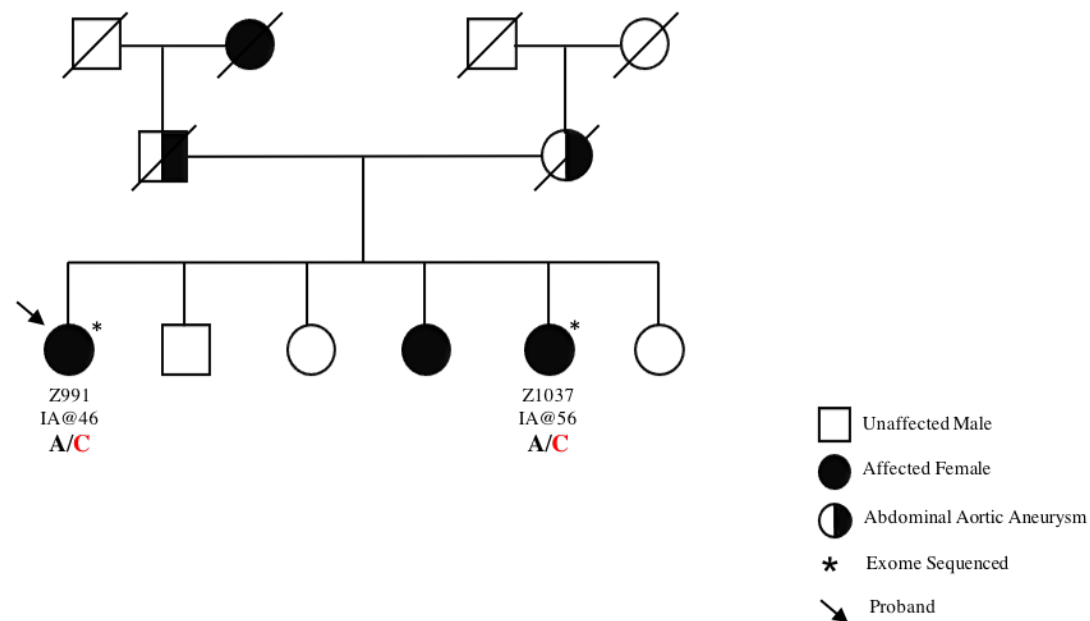 *
*
Z991
IA@46
A/C
Z1037
IA@56
A/C
Unaffected Male
Affected Female
Abdominal Aortic Aneurysm
* Exome Sequenced
Proband